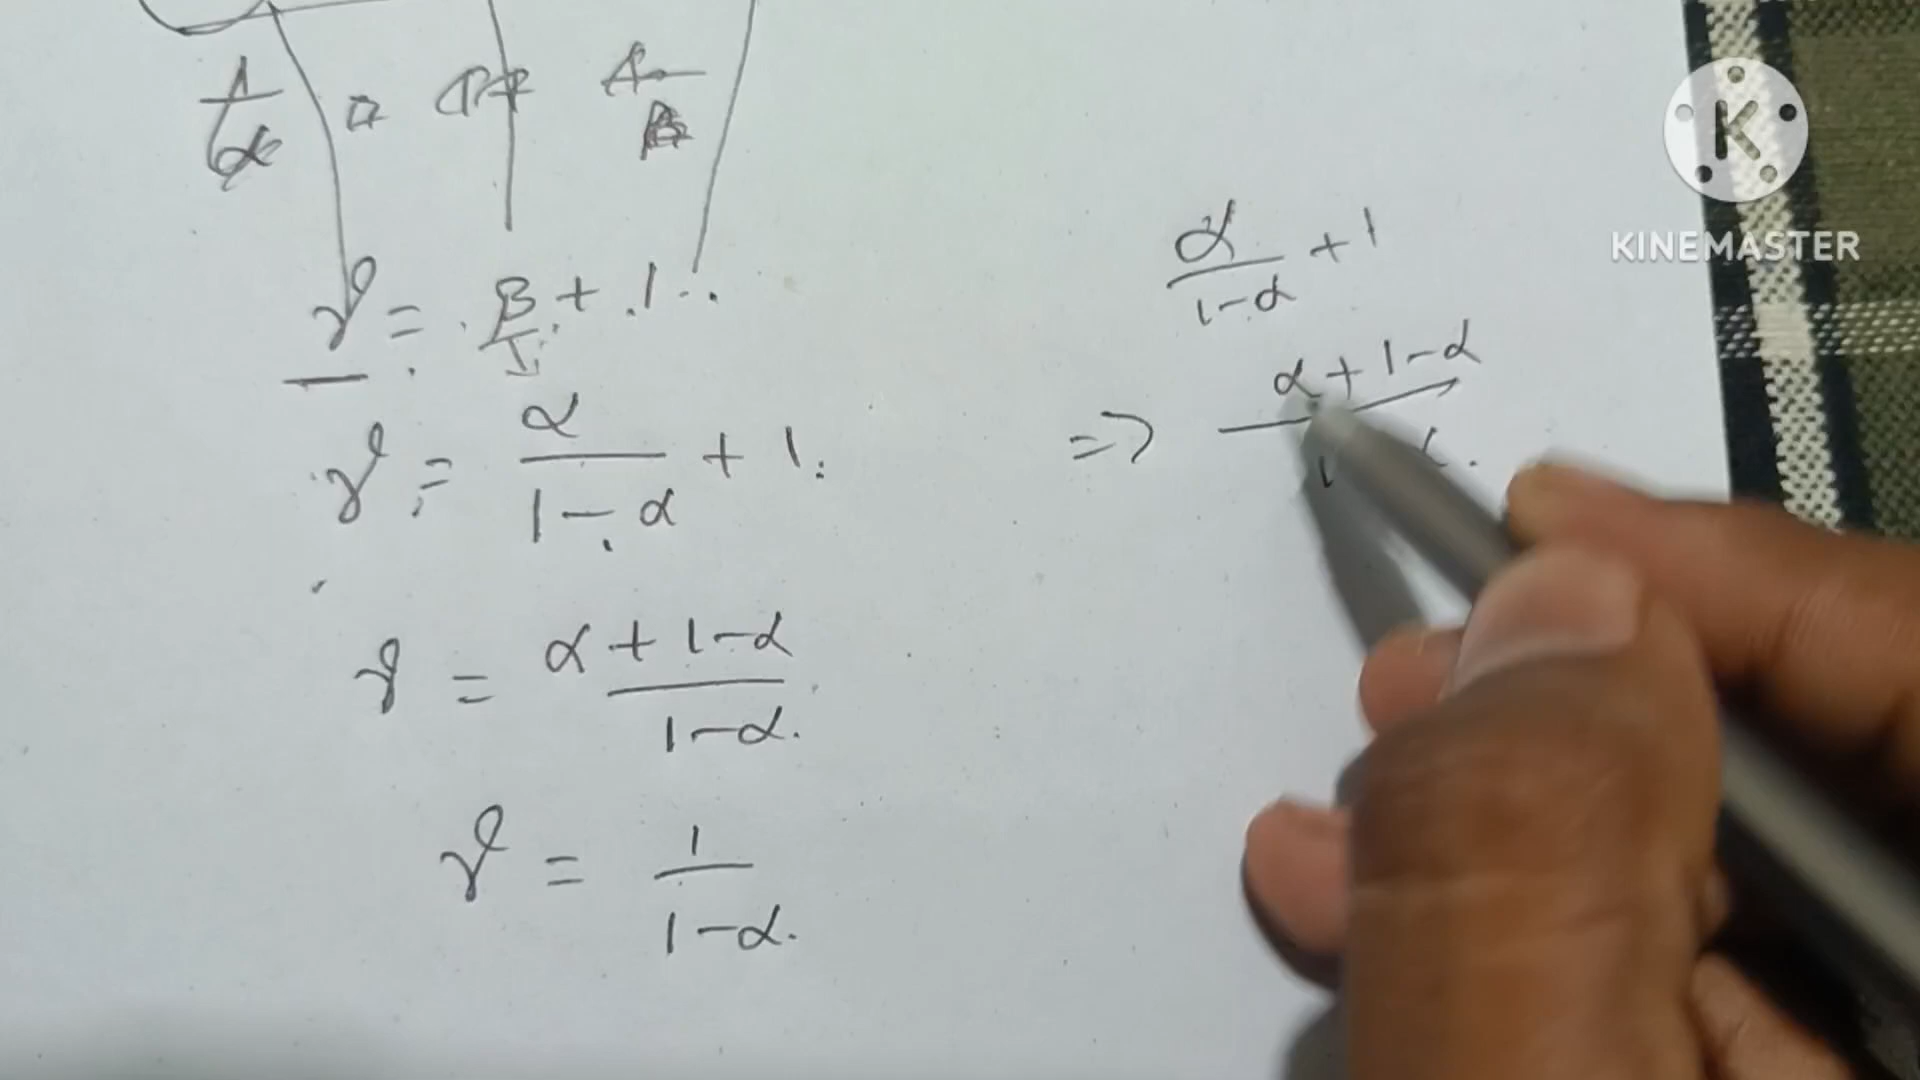 γ = β + 1
γ = α / (1 - α) + 1
γ = (α + 1 - α) / (1 - α)
γ = 1 / (1 - α)
α / (1 - α) + 1
=> α + 1 - α
K
KINEMASTER